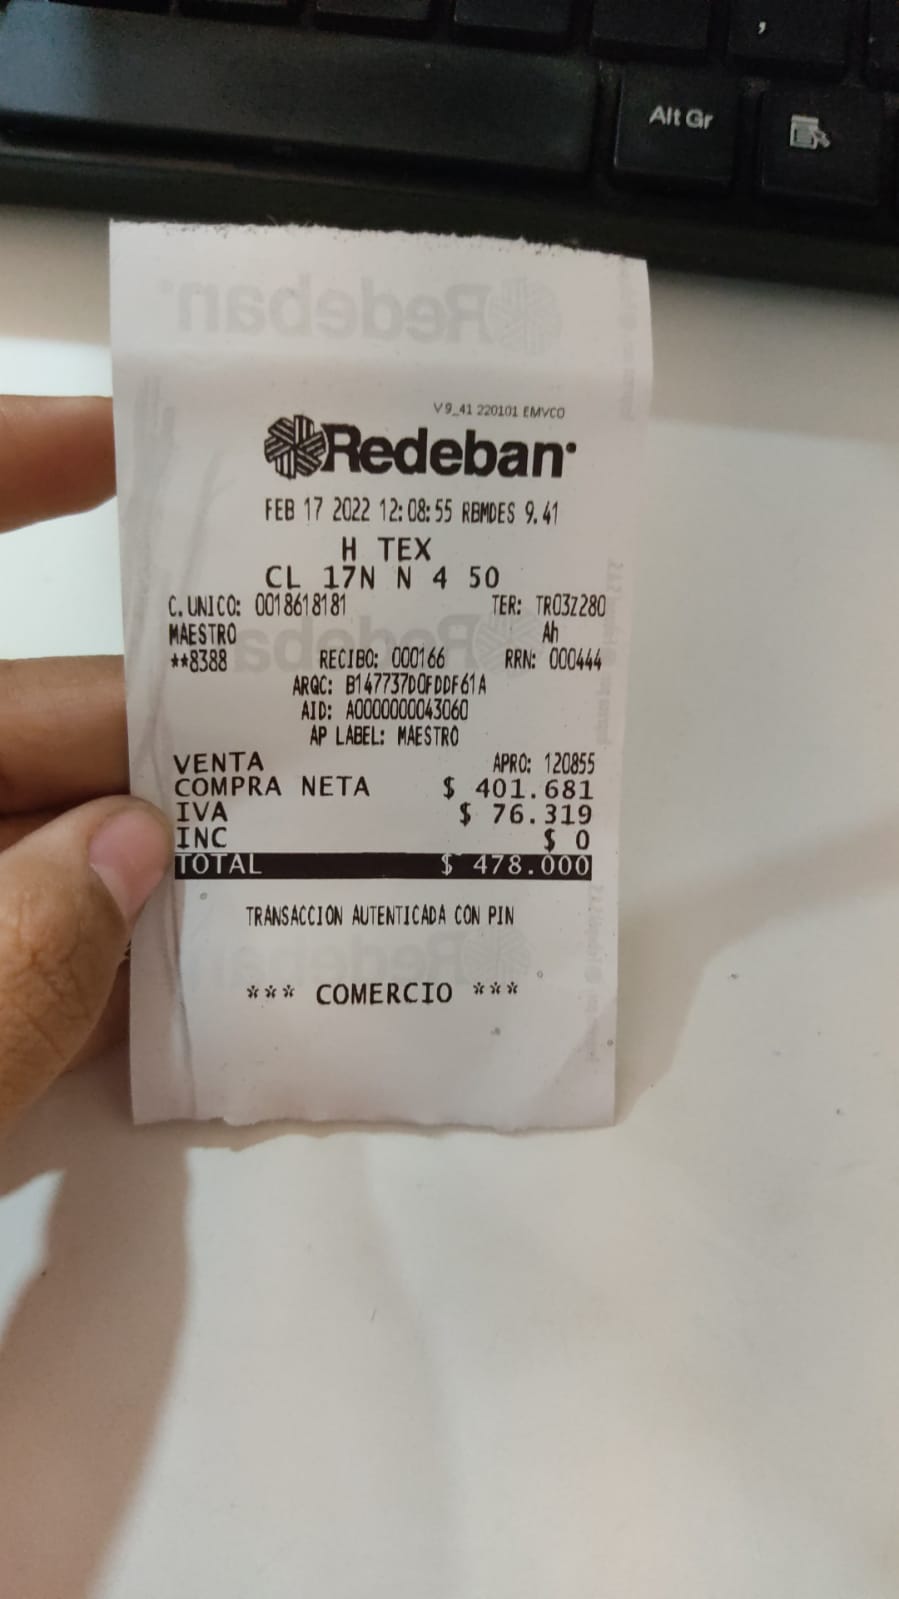 ,
Alt Gr
Redeban
V9_41 220101 EMVCO
Redeban
FEB 17 2022 12:08:55 RBMDES 9.41
H TEX
CL 17N N 4 50
C.UNICO: 0018618181 TER: TR03Z280
MAESTRO Ah
**8388 RECIBO: 000166 RRN: 000444
ARQC: B147737D0FDDF61A
AID: A0000000043060
AP LABEL: MAESTRO
VENTA APRO: 120855
COMPRA NETA $ 401.681
IVA $ 76.319
INC $ 0
TOTAL $ 478.000
TRANSACCION AUTENTICADA CON PIN
*** COMERCIO ***